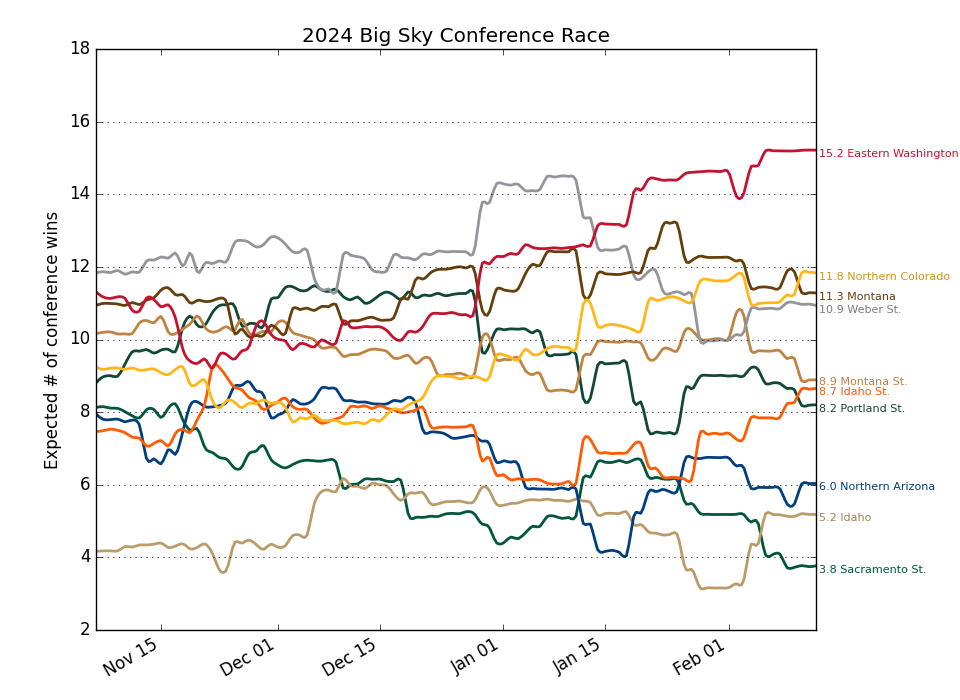 2024 Big Sky Conference Race
Expected # of conference wins
18
16
14
12
10
8
6
4
2
15.2 Eastern Washington
11.8 Northern Colorado
11.3 Montana
10.9 Weber St.
8.9 Montana St.
8.7 Idaho St.
8.2 Portland St.
6.0 Northern Arizona
5.2 Idaho
3.8 Sacramento St.
Nov 15
Dec 01
Dec 15
Jan 01
Jan 15
Feb 01